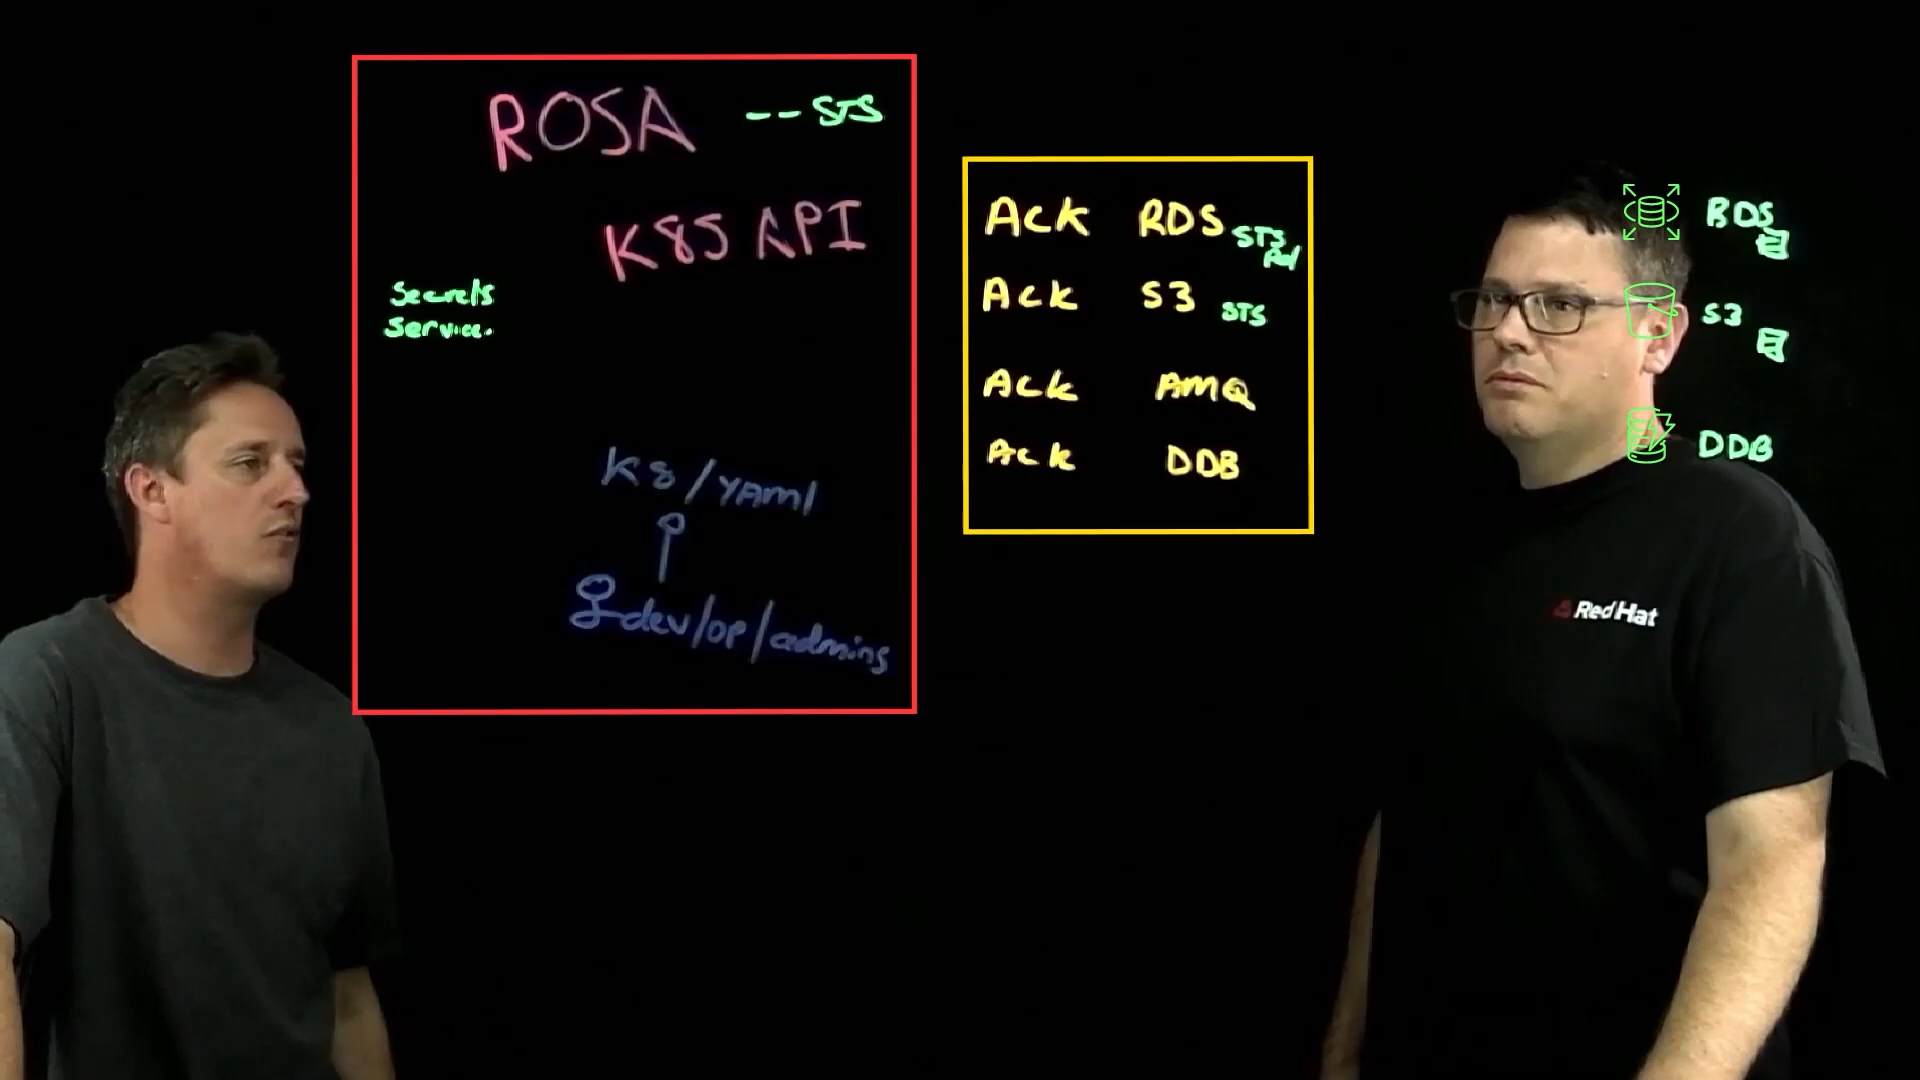 ROSA -- STS
K8S API
Secrets
Service.
K8/YAML
dev/op/admins
Ack RDS STS
Pol
Ack S3 STS
Ack AMQ
Ack DDB
RDS
S3
DDB
Red Hat